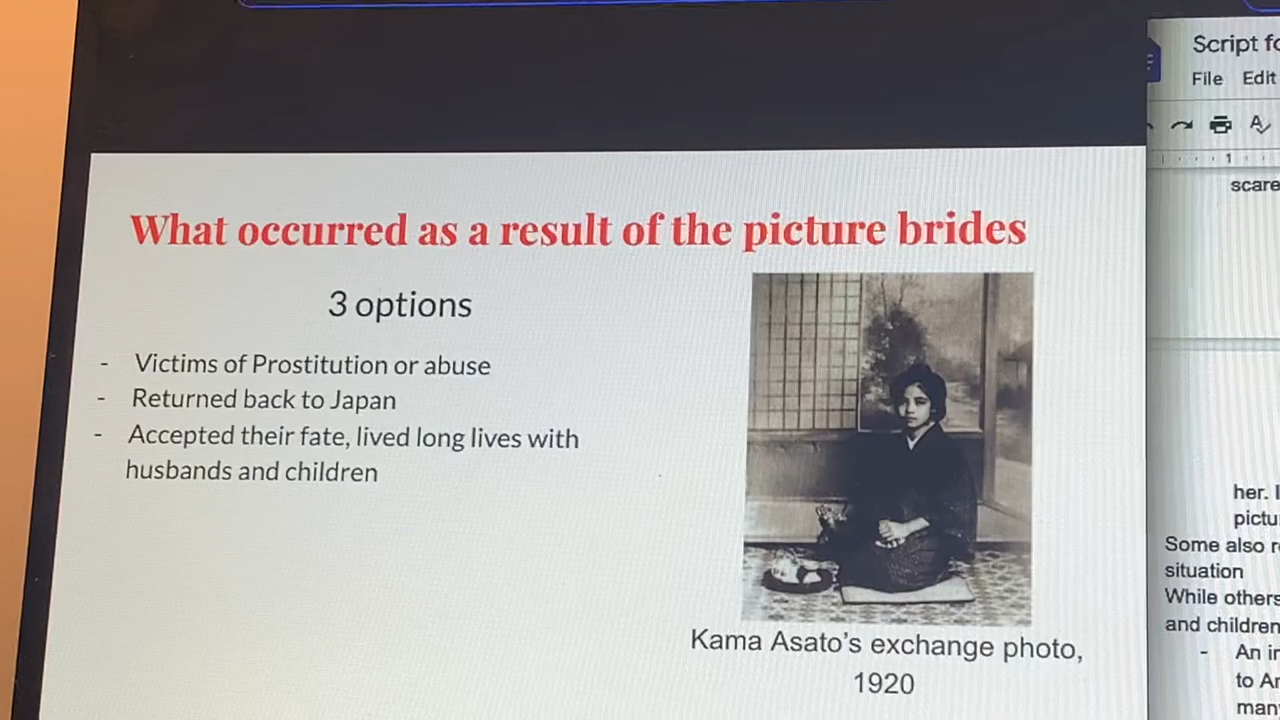 What occurred as a result of the picture brides
3 options
- Victims of Prostitution or abuse
- Returned back to Japan
- Accepted their fate, lived long lives with
husbands and children
Kama Asato's exchange photo,
1920
Script
File Edit
1
scare
her.
Some also
situation
While others
and children
- An
to